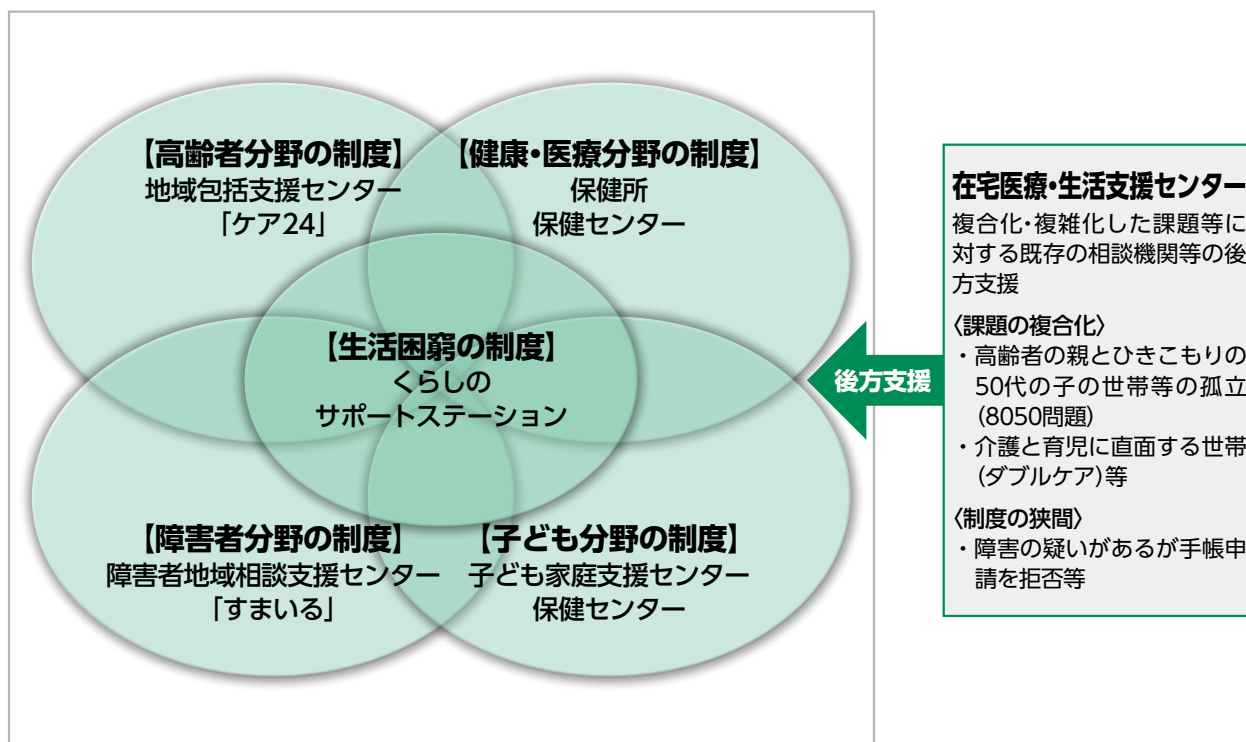 【高齢者分野の制度】
地域包括支援センター
「ケア24」
【健康・医療分野の制度】
保健所
保健センター
【生活困窮の制度】
くらしの
サポートステーション
【障害者分野の制度】
障害者地域相談支援センター
「すまいる」
【子ども分野の制度】
子ども家庭支援センター
保健センター
後方支援
在宅医療・生活支援センター
複合化・複雑化した課題等に
対する既存の相談機関等の後
方支援
〈課題の複合化〉
・高齢者の親とひきこもりの
50代の子の世帯等の孤立
(8050問題)
・介護と育児に直面する世帯
(ダブルケア)等
〈制度の狭間〉
・障害の疑いがあるが手帳申
請を拒否等